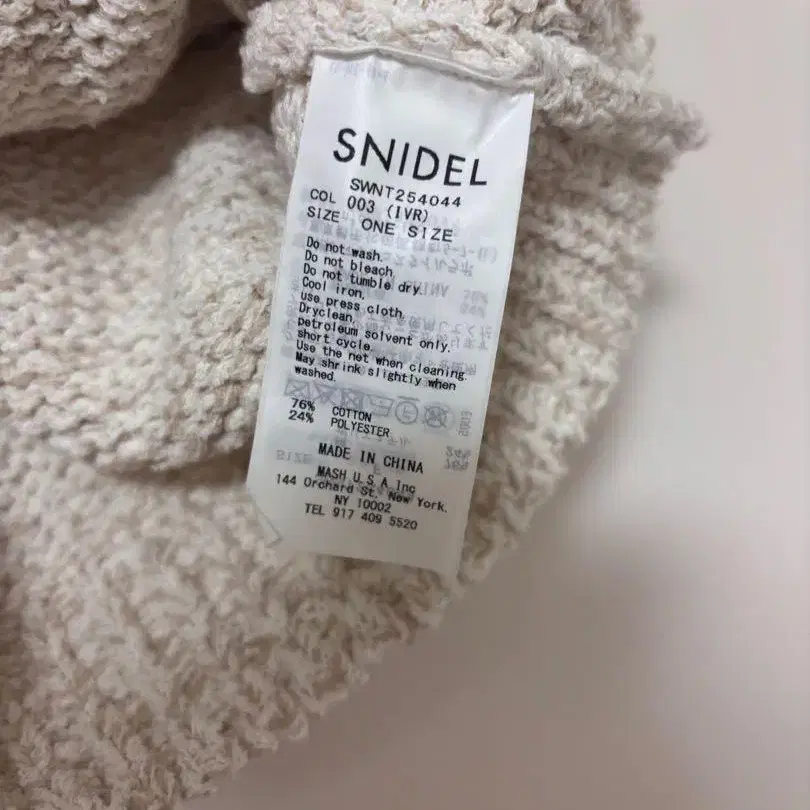 SNIDEL
SWNT254044
COL 003 (IVR)
SIZE ONE SIZE
Do not wash.
Do not bleach.
Do not tumble dry.
Cool iron.
use press cloth.
Dryclean,
petroleum solvent only.
short cycle.
Use the net when cleaning.
May shrink slightly when
washed.
76% COTTON
24% POLYESTER
MADE IN CHINA
MASH U.S.A Inc
144 Orchard St. New York.
NY 10002
TEL 917 409 5520